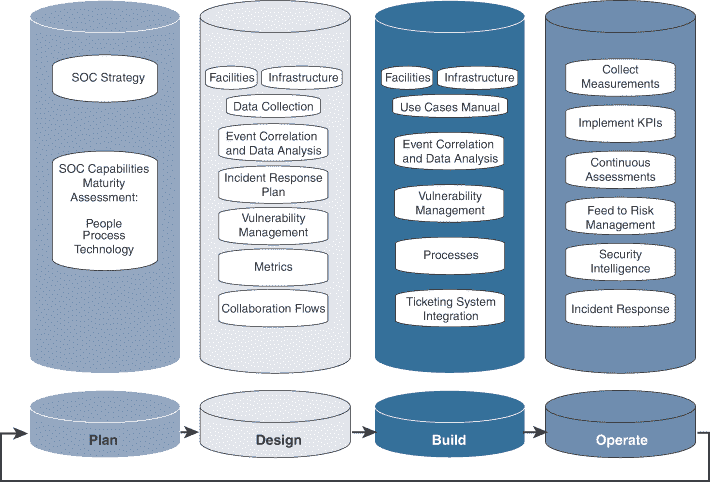 SOC Strategy
SOC Capabilities
Maturity
Assessment:
People
Process
Technology
Facilities
Infrastructure
Data Collection
Event Correlation
and Data Analysis
Incident Response
Plan
Vulnerability
Management
Metrics
Collaboration Flows
Facilities
Infrastructure
Use Cases Manual
Event Correlation
and Data Analysis
Vulnerability
Management
Processes
Ticketing System
Integration
Collect
Measurements
Implement KPIs
Continuous
Assessments
Feed to Risk
Management
Security
Intelligence
Incident Response
Plan
Design
Build
Operate